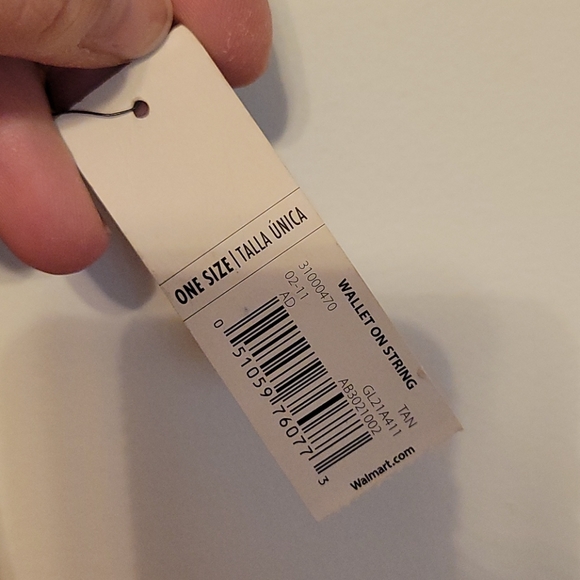 ONE SIZE | TALLA ÚNICA
31000470
02-11
AD
WALLET ON STRING
TAN
GL21A411
AB3021002
0 51059 76077 3
Walmart.com